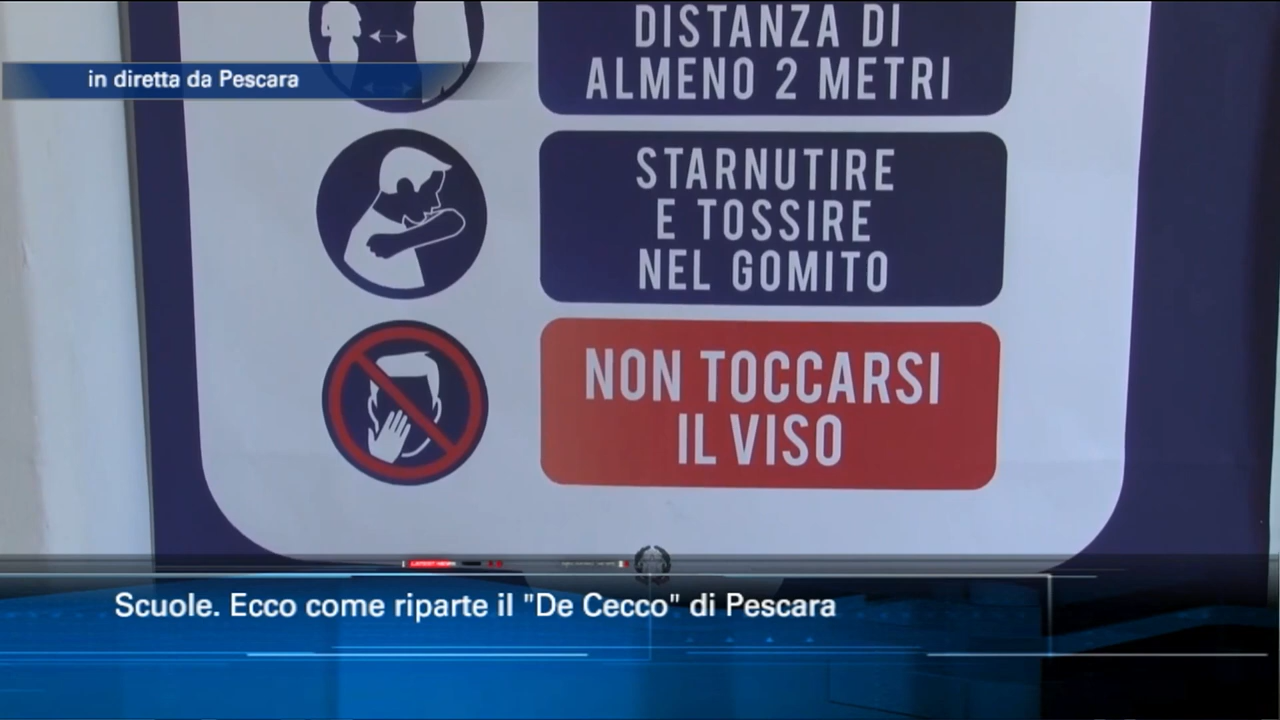 DISTANZA DI
ALMENO 2 METRI
in diretta da Pescara
STARNUTIRE
E TOSSIRE
NEL GOMITO
NON TOCCARSI
IL VISO
Scuole. Ecco come riparte il "De Cecco" di Pescara